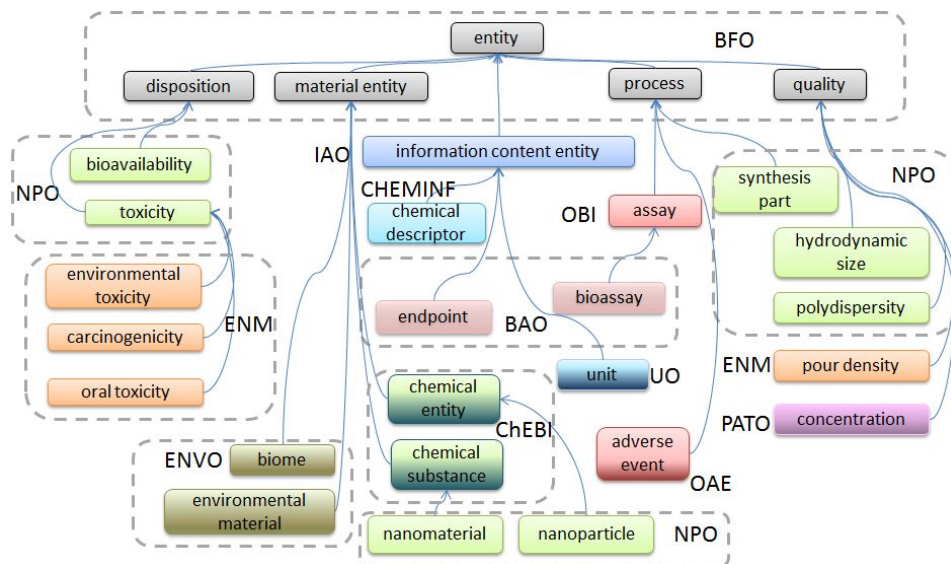 entity
BFO
disposition
material entity
process
quality
bioavailability
NPO
toxicity
IAO
information content entity
CHEMINF
chemical
descriptor
OBI
assay
synthesis
part
NPO
hydrodynamic
size
polydispersity
environmental
toxicity
carcinogenicity
ENM
oral toxicity
endpoint
bioassay
BAO
unit
UO
ENM
pour density
PATO
concentration
chemical
entity
ChEBI
chemical
substance
adverse
event
OAE
ENVO
biome
environmental
material
nanomaterial
nanoparticle
NPO